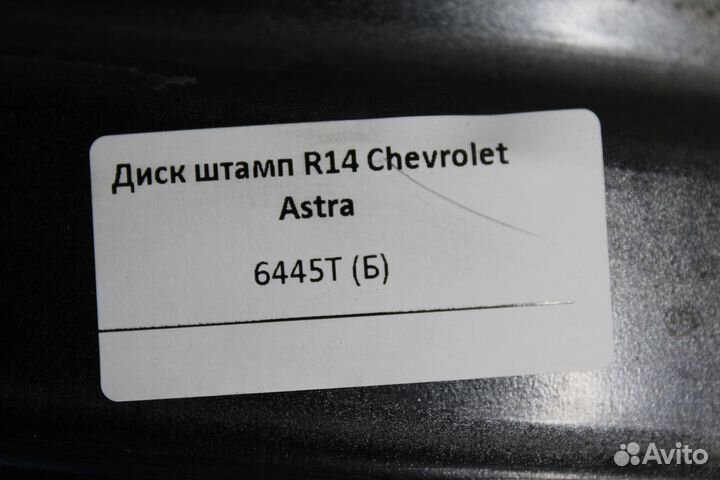 Диск штамп R14 Chevrolet
Astra
6445T (Б)
Avito